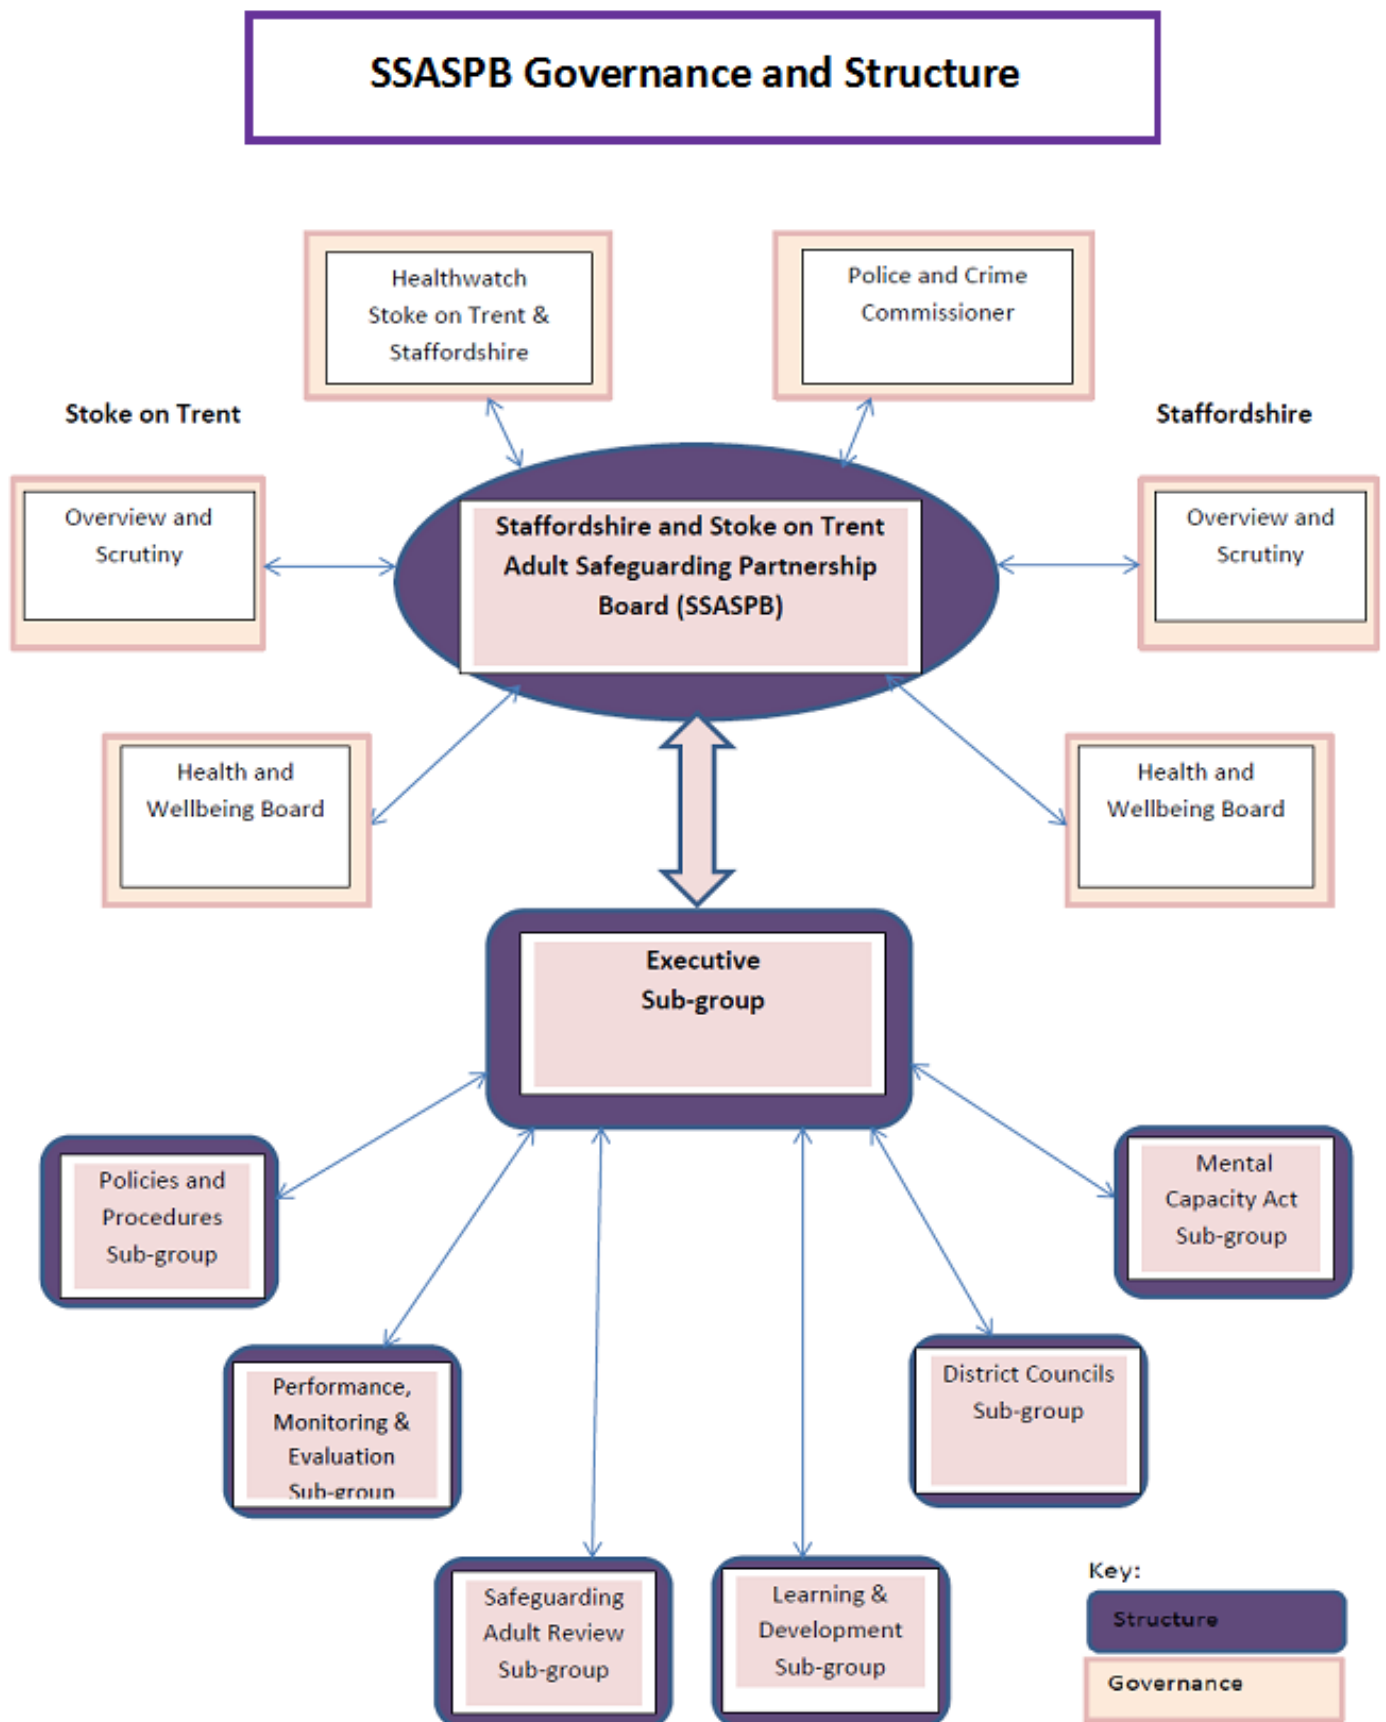 SSASPB Governance and Structure
Healthwatch
Stoke on Trent &
Staffordshire
Police and Crime
Commissioner
Stoke on Trent
Staffordshire
Overview and
Scrutiny
Staffordshire and Stoke on Trent
Adult Safeguarding Partnership
Board (SSASPB)
Overview and
Scrutiny
Health and
Wellbeing Board
Health and
Wellbeing Board
Executive
Sub-group
Policies and
Procedures
Sub-group
Mental
Capacity Act
Sub-group
Performance,
Monitoring &
Evaluation
Sub-group
District Councils
Sub-group
Safeguarding
Adult Review
Sub-group
Learning &
Development
Sub-group
Key:
Structure
Governance